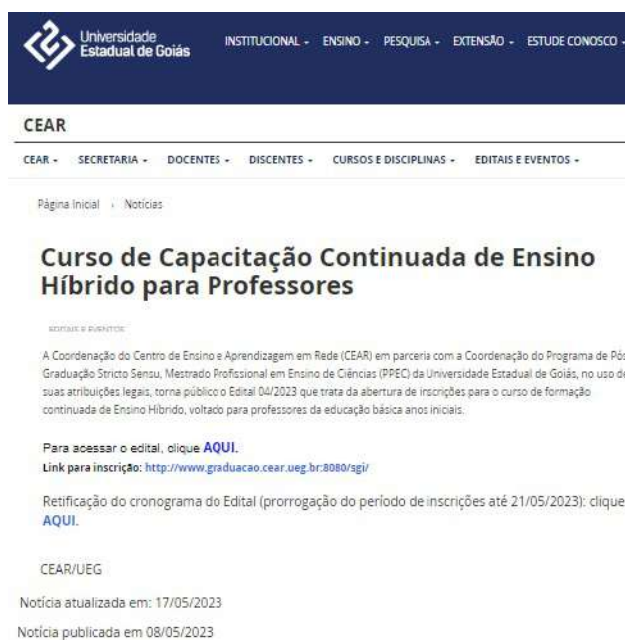 Universidade
Estadual de Goiás
INSTITUCIONAL - ENSINO - PESQUISA - EXTENSÃO - ESTUDE CONOSCO -
CEAR
CEAR - SECRETARIA - DOCENTES - DISCENTES - CURSOS E DISCIPLINAS - EDITAIS E EVENTOS -
Página Inicial › Notícias
Curso de Capacitação Continuada de Ensino
Híbrido para Professores
EDITAIS E EVENTOS
A Coordenação do Centro de Ensino e Aprendizagem em Rede (CEAR) em parceria com a Coordenação do Programa de Pós
Graduação Stricto Sensu, Mestrado Profissional em Ensino de Ciências (PPEC) da Universidade Estadual de Goiás, no uso de
suas atribuições legais, torna público o Edital 04/2023 que trata da abertura de inscrições para o curso de formação
continuada de Ensino Híbrido, voltado para professores da educação básica anos iniciais.
Para acessar o edital, clique AQUI.
Link para inscrição: http://www.graduacao.cear.ueg.br:8080/sgi/
Retificação do cronograma do Edital (prorrogação do período de inscrições até 21/05/2023): clique
AQUI.
CEAR/UEG
Notícia atualizada em: 17/05/2023
Notícia publicada em 08/05/2023